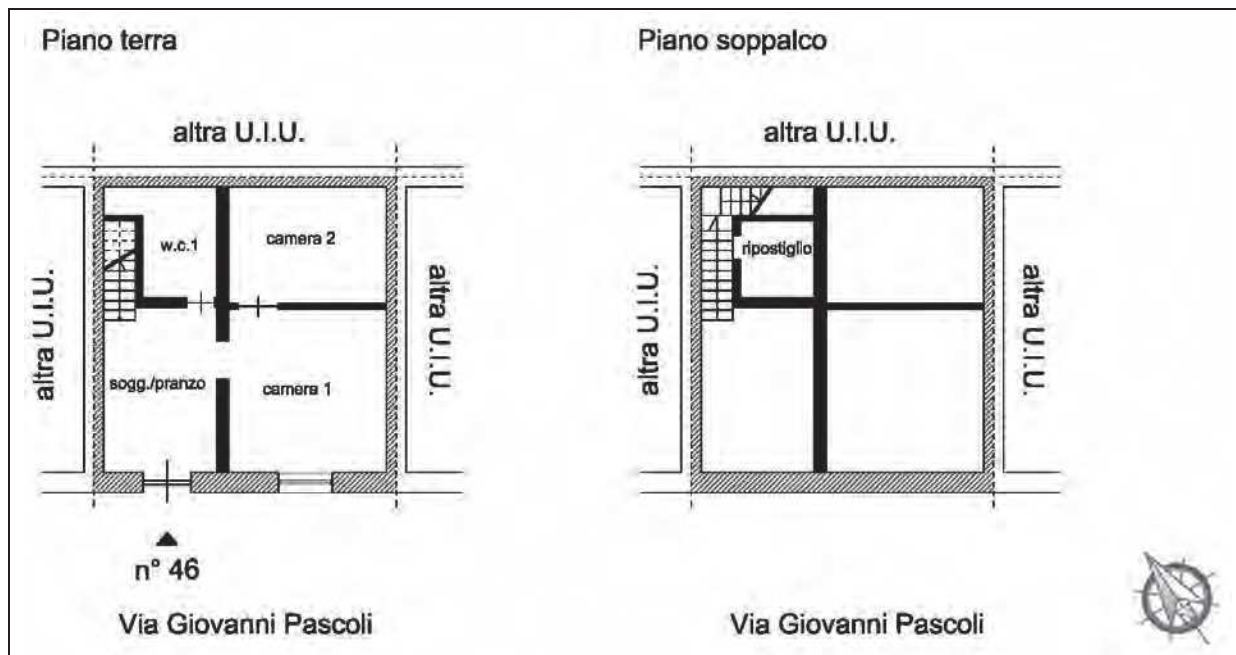 Piano terra
altra U.I.U.
altra U.I.U.
w.c.1
camera 2
altra U.I.U.
sogg./pranzo
camera 1
n° 46
Via Giovanni Pascoli
Piano soppalco
altra U.I.U.
altra U.I.U.
ripostiglio
altra U.I.U.
Via Giovanni Pascoli